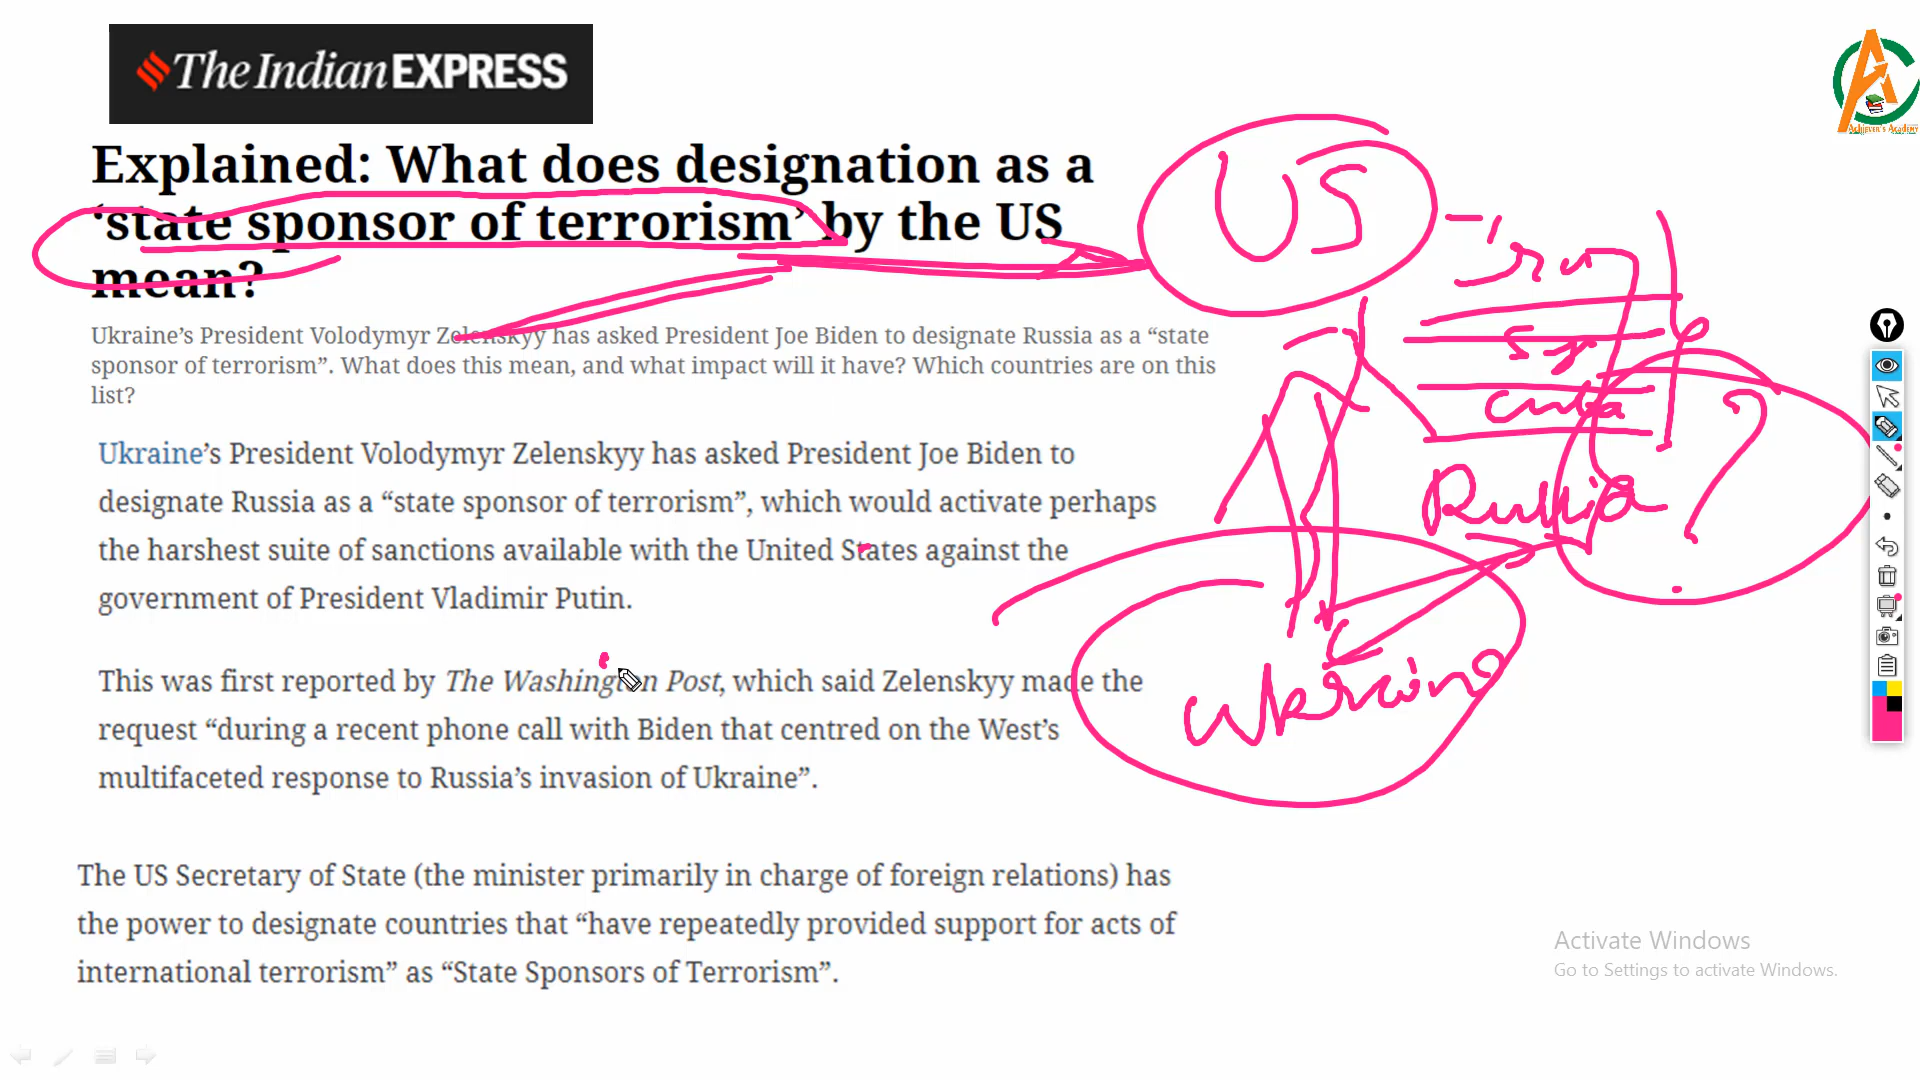 The Indian EXPRESS
Achiever's Academy
Explained: What does designation as a
‘state sponsor of terrorism’ by the US
mean?
US
Iran
Ukraine’s President Volodymyr Zelenskyy has asked President Joe Biden to designate Russia as a “state
sponsor of terrorism”. What does this mean, and what impact will it have? Which countries are on this
list?
Cuba
?
Ukraine’s President Volodymyr Zelenskyy has asked President Joe Biden to
designate Russia as a “state sponsor of terrorism”, which would activate perhaps
Russia
the harshest suite of sanctions available with the United States against the
government of President Vladimir Putin.
This was first reported by The Washington Post, which said Zelenskyy made the
Ukraine
request “during a recent phone call with Biden that centred on the West’s
multifaceted response to Russia’s invasion of Ukraine”.
The US Secretary of State (the minister primarily in charge of foreign relations) has
the power to designate countries that “have repeatedly provided support for acts of
international terrorism” as “State Sponsors of Terrorism”.
Activate Windows
Go to Settings to activate Windows.